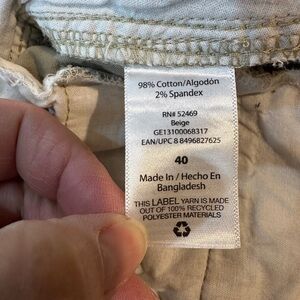 98% Cotton/Algodón
2% Spandex
RN# 52469
Beige
GE13100068317
EAN/UPC 8 8496827625
40
Made In / Hecho En
Bangladesh
THIS LABEL YARN IS MADE
OUT OF 100% RECYCLED
POLYESTER MATERIALS